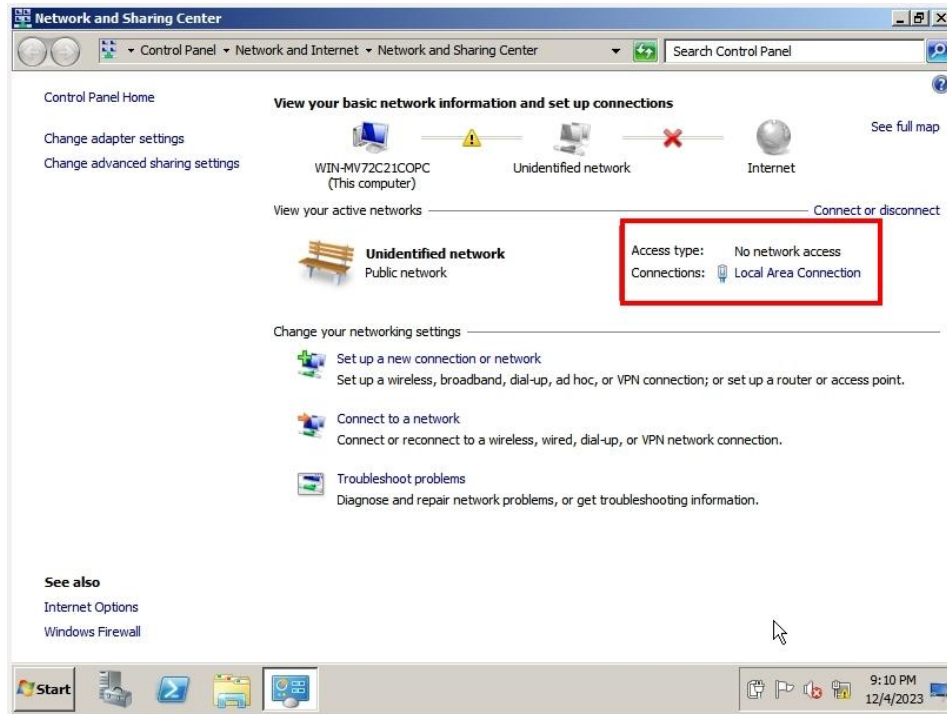 Network and Sharing Center
Control Panel Network and Internet Network and Sharing Center Search Control Panel
Control Panel Home
Change adapter settings
Change advanced sharing settings
View your basic network information and set up connections
See full map
WIN-MV72C21COPC
(This computer)
Unidentified network
Internet
View your active networks
Connect or disconnect
Unidentified network
Public network
Access type: No network access
Connections: Local Area Connection
Change your networking settings
Set up a new connection or network
Set up a wireless, broadband, dial-up, ad hoc, or VPN connection; or set up a router or access point.
Connect to a network
Connect or reconnect to a wireless, wired, dial-up, or VPN network connection.
Troubleshoot problems
Diagnose and repair network problems, or get troubleshooting information.
See also
Internet Options
Windows Firewall
Start
9:10 PM
12/4/2023